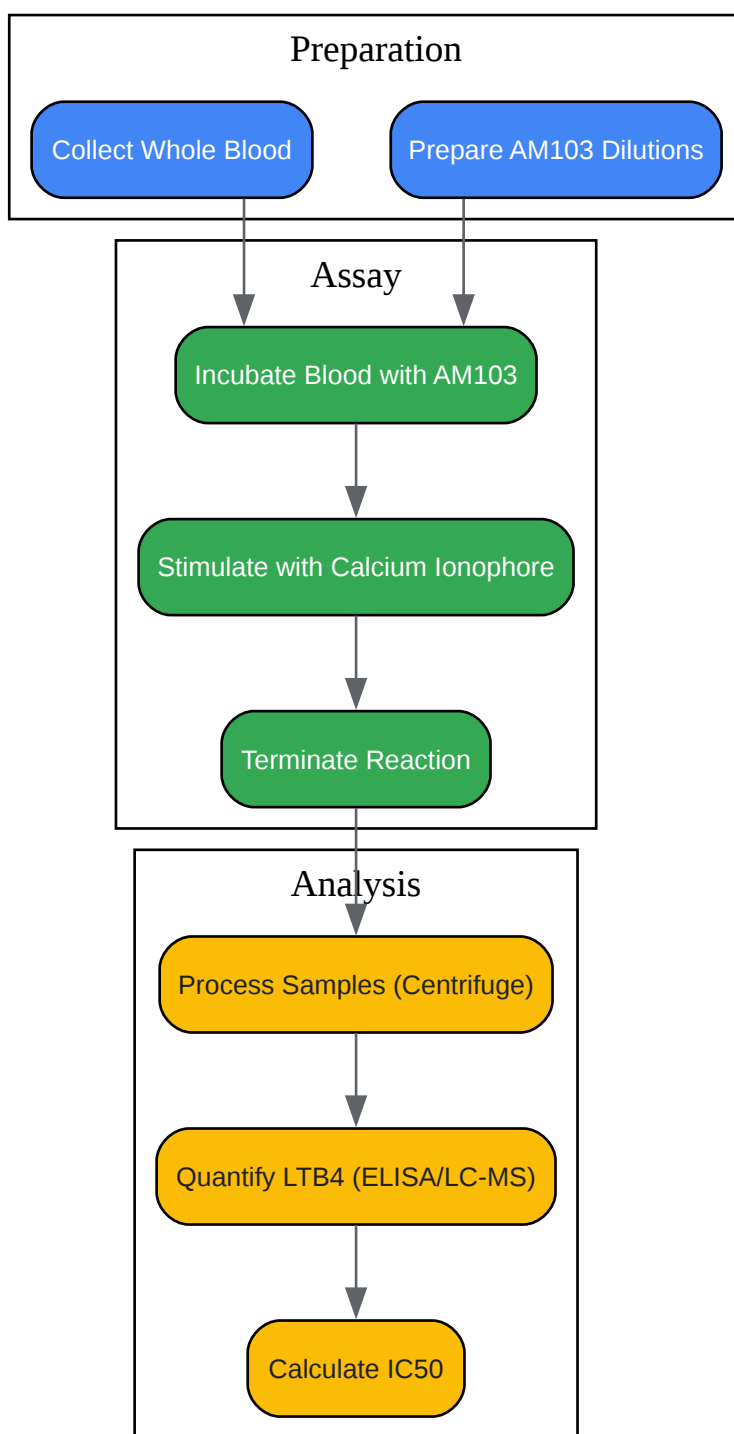 Preparation
Collect Whole Blood
Prepare AM103 Dilutions
Assay
Incubate Blood with AM103
Stimulate with Calcium Ionophore
Terminate Reaction
Analysis
Process Samples (Centrifuge)
Quantify LTB4 (ELISA/LC-MS)
Calculate IC50